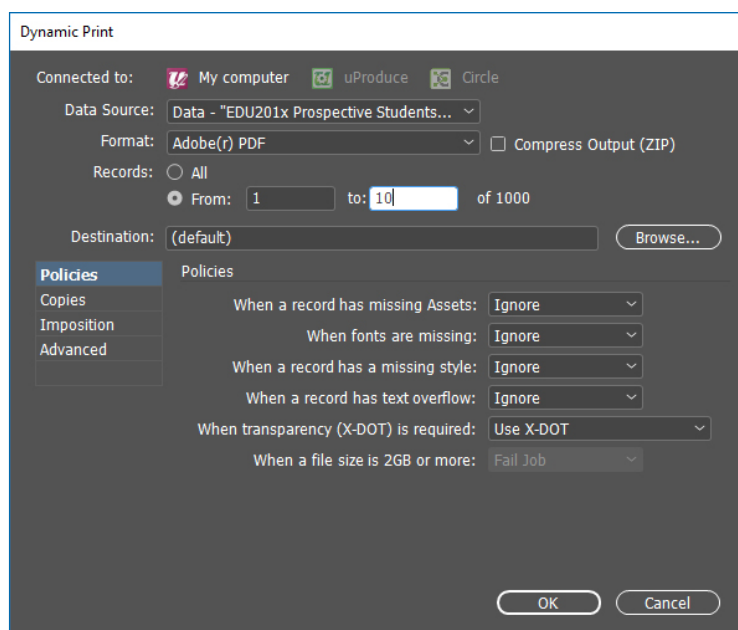 Dynamic Print
Connected to: My computer uProduce Circle
Data Source: Data - "EDU201x Prospective Students...
Format: Adobe(r) PDF Compress Output (ZIP)
Records: All
From: 1 to: 10 of 1000
Destination: (default) Browse...
Policies Policies
Copies When a record has missing Assets: Ignore
Imposition When fonts are missing: Ignore
Advanced When a record has a missing style: Ignore
When a record has text overflow: Ignore
When transparency (X-DOT) is required: Use X-DOT
When a file size is 2GB or more: Fail Job
OK Cancel